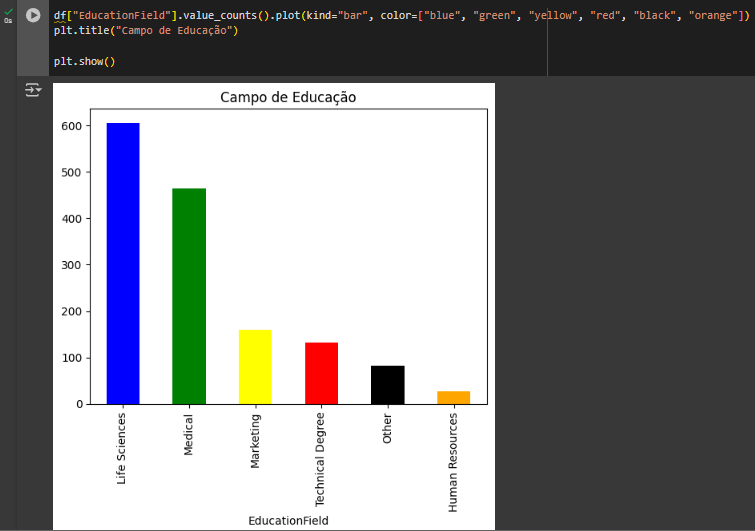 0s
df["EducationField"].value_counts().plot(kind="bar", color=["blue", "green", "yellow", "red", "black", "orange"])
plt.title("Campo de Educação")
plt.show()
Campo de Educação
600
500
400
300
200
100
0
Life Sciences
Medical
Marketing
Technical Degree
Other
Human Resources
EducationField